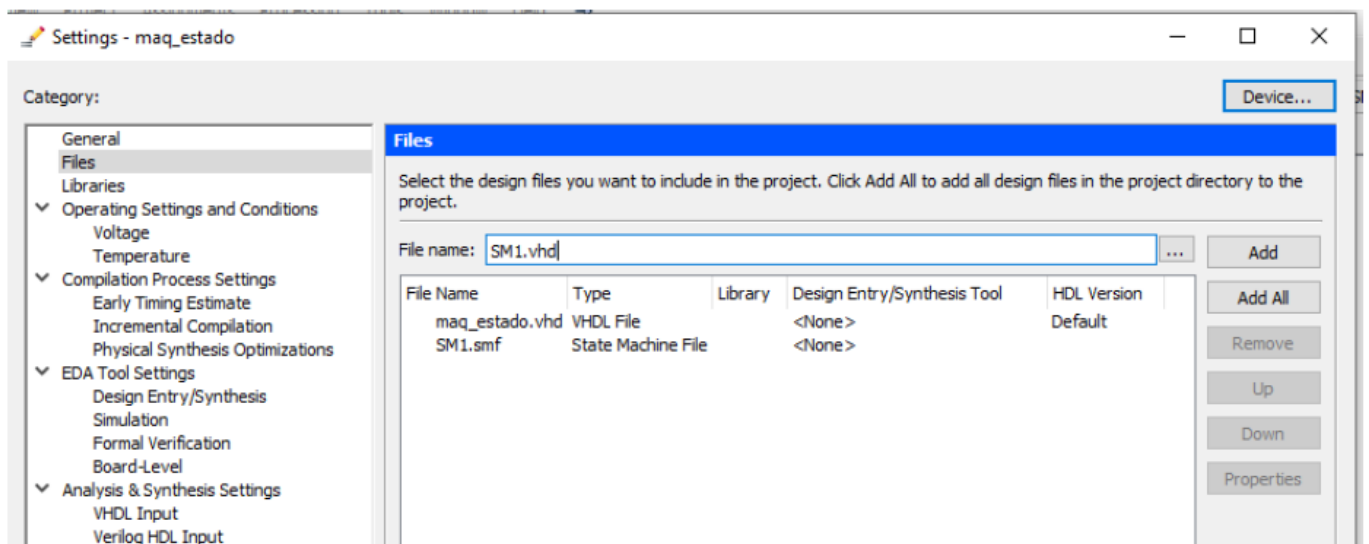 Settings - maq_estado
Category:
Device...
General
Files
Libraries
Operating Settings and Conditions
Voltage
Temperature
Compilation Process Settings
Early Timing Estimate
Incremental Compilation
Physical Synthesis Optimizations
EDA Tool Settings
Design Entry/Synthesis
Simulation
Formal Verification
Board-Level
Analysis & Synthesis Settings
VHDL Input
Verilog HDL Input
Files
Select the design files you want to include in the project. Click Add All to add all design files in the project directory to the
project.
File name: SM1.vhd ... Add
File Name Type Library Design Entry/Synthesis Tool HDL Version
maq_estado.vhd VHDL File <None> Default
SM1.smf State Machine File <None>
Add All
Remove
Up
Down
Properties